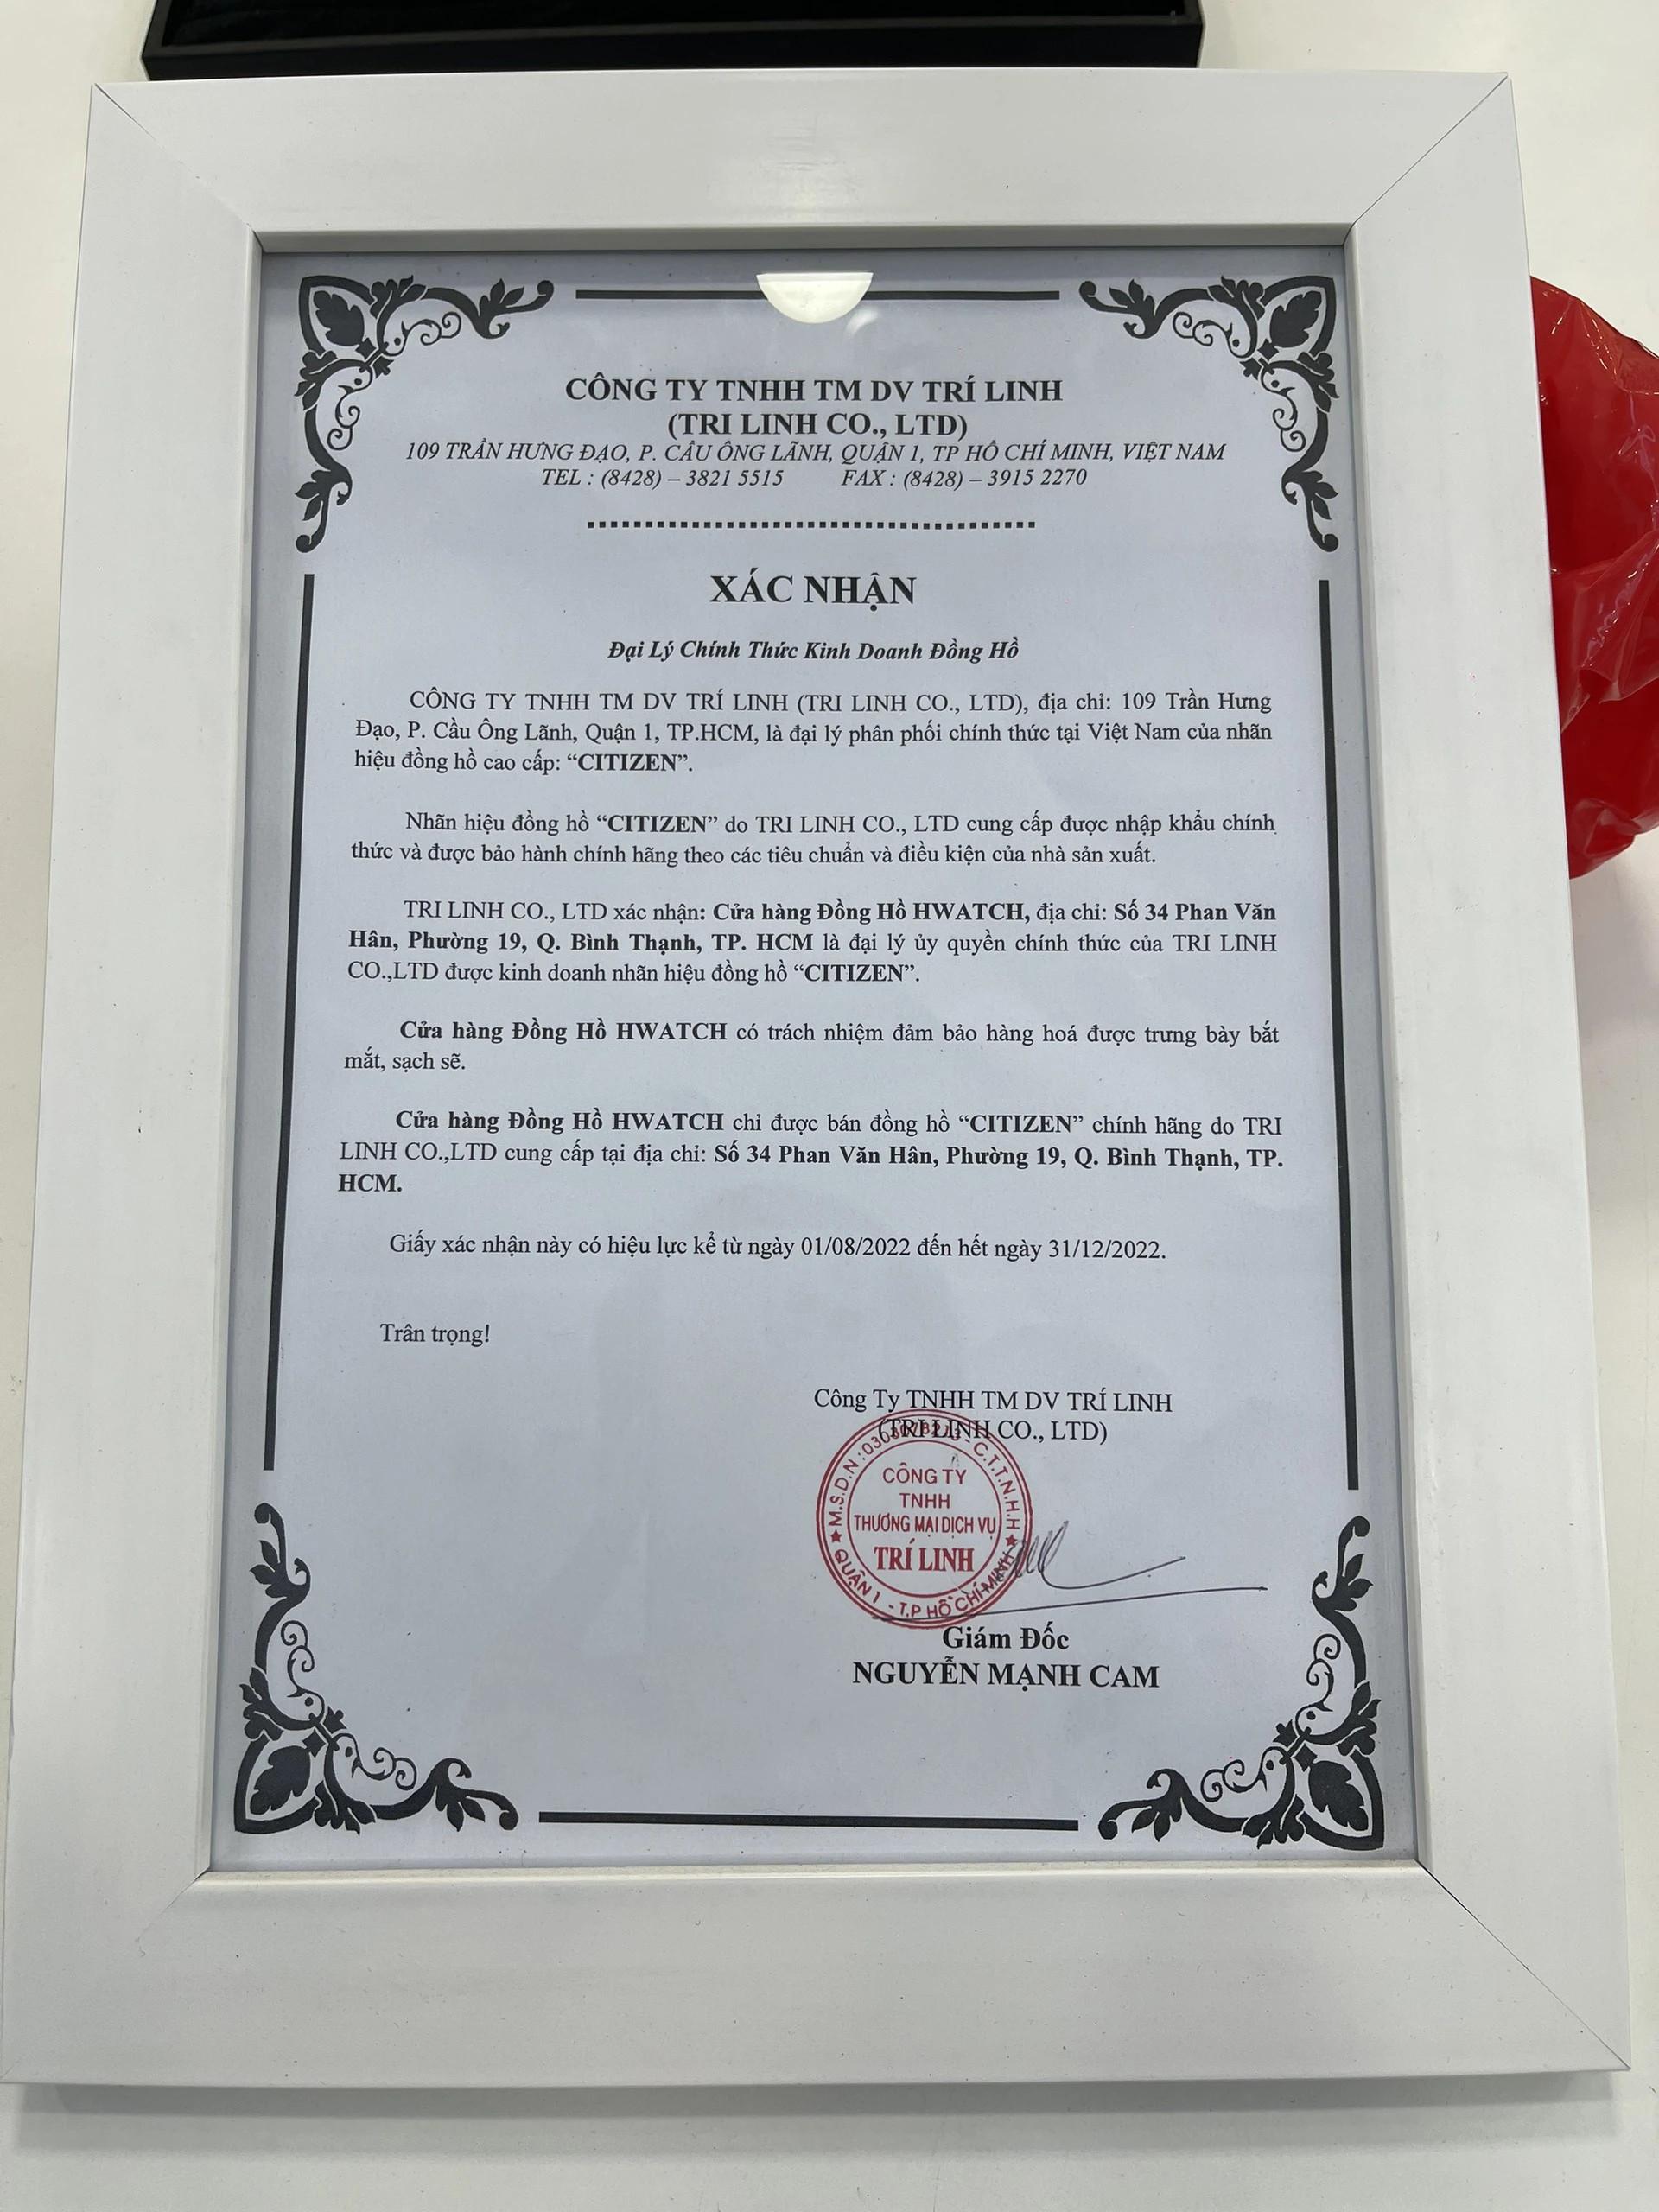 CÔNG TY TNHH TM DV TRÍ LINH
(TRI LINH CO., LTD)
109 TRẦN HƯNG ĐẠO, P. CẦU ÔNG LÃNH, QUẬN 1, TP HỒ CHÍ MINH, VIỆT NAM
TEL : (8428) – 3821 5515 FAX : (8428) – 3915 2270
XÁC NHẬN
Đại Lý Chính Thức Kinh Doanh Đồng Hồ
CÔNG TY TNHH TM DV TRÍ LINH (TRI LINH CO., LTD), địa chỉ: 109 Trần Hưng
Đạo, P. Cầu Ông Lãnh, Quận 1, TP.HCM, là đại lý phân phối chính thức tại Việt Nam của nhãn
hiệu đồng hồ cao cấp: “CITIZEN”.
Nhãn hiệu đồng hồ “CITIZEN” do TRI LINH CO., LTD cung cấp được nhập khẩu chính
thức và được bảo hành chính hãng theo các tiêu chuẩn và điều kiện của nhà sản xuất.
TRI LINH CO., LTD xác nhận: Cửa hàng Đồng Hồ HWATCH, địa chỉ: Số 34 Phan Văn
Hân, Phường 19, Q. Bình Thạnh, TP. HCM là đại lý ủy quyền chính thức của TRI LINH
CO.,LTD được kinh doanh nhãn hiệu đồng hồ “CITIZEN”.
Cửa hàng Đồng Hồ HWATCH có trách nhiệm đảm bảo hàng hoá được trưng bày bắt
mắt, sạch sẽ.
Cửa hàng Đồng Hồ HWATCH chỉ được bán đồng hồ “CITIZEN” chính hãng do TRI
LINH CO.,LTD cung cấp tại địa chỉ: Số 34 Phan Văn Hân, Phường 19, Q. Bình Thạnh, TP.
HCM.
Giấy xác nhận này có hiệu lực kể từ ngày 01/08/2022 đến hết ngày 31/12/2022.
Trân trọng!
Công Ty TNHH TM DV TRÍ LINH
(TRI LINH CO., LTD)
M.S.D.N: C.T.T.N.H.H
CÔNG TY
TNHH
THƯƠNG MẠI DỊCH VỤ
TRÍ LINH
QUẬN 1 - T.P HỒ CHÍ MINH
Giám Đốc
NGUYỄN MẠNH CAM